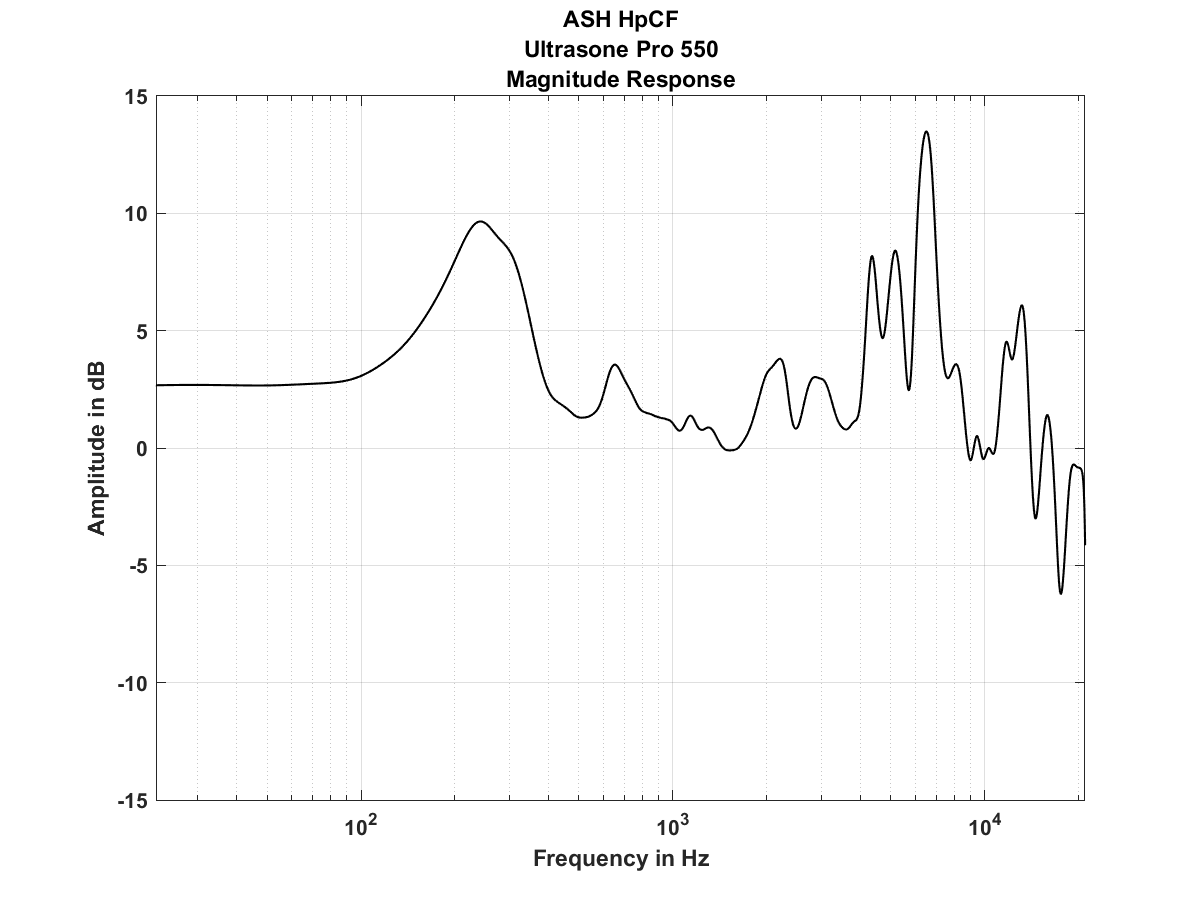 ASH HpCF
Ultrasone Pro 550
Magnitude Response
15
10
5
0
-5
-10
-15
Amplitude in dB
10²
10³
10⁴
Frequency in Hz